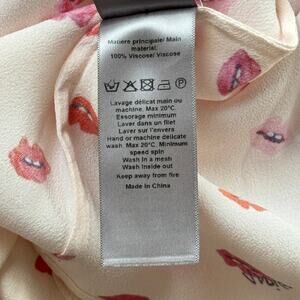 Matière principale/ Main
material:
100% Viscose/ Viscose
Lavage délicat main ou
machine. Max 20°C.
Essorage minimum
Laver dans un filet
Laver sur l'envers
Hand or machine delicate
wash. Max 20°C. Minimum
speed spin
Wash in a mesh
Wash inside out
Keep away from fire
Made in China